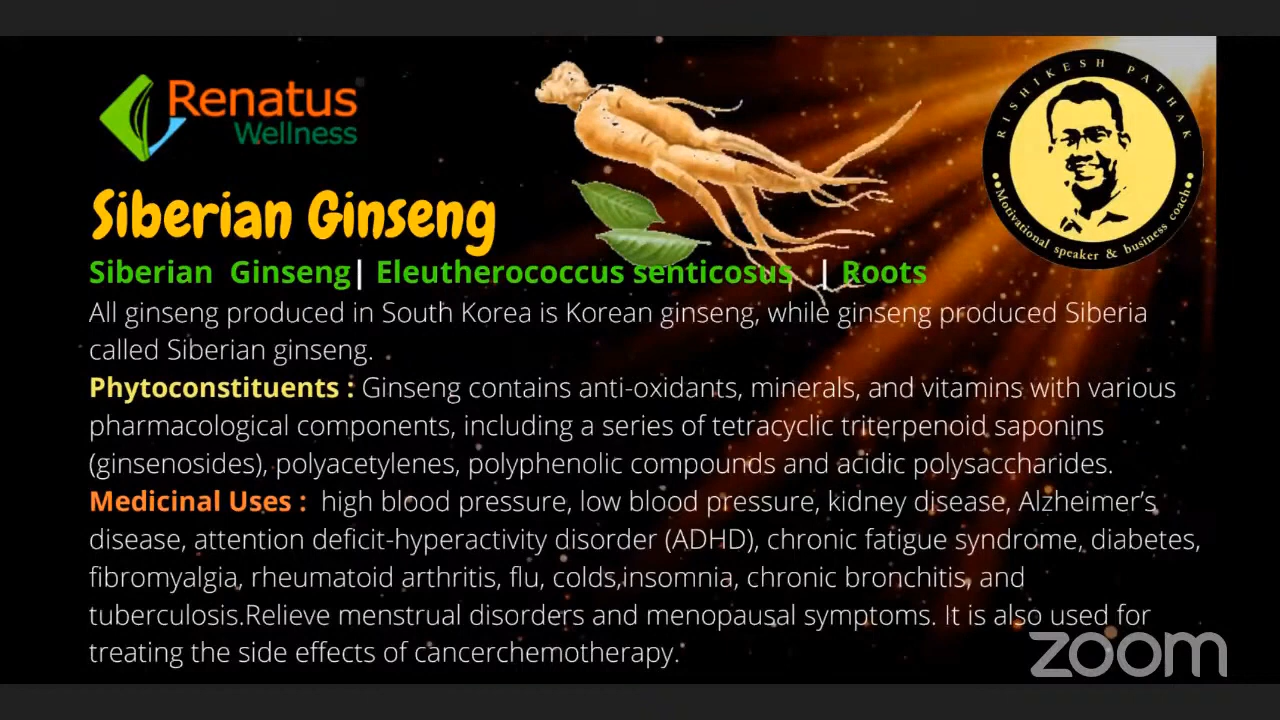 Renatus
Wellness
RISHIKESH PATHAK
Motivational speaker & business coach
Siberian Ginseng
Siberian Ginseng| Eleutherococcus senticosus | Roots
All ginseng produced in South Korea is Korean ginseng, while ginseng produced Siberia
called Siberian ginseng.
Phytoconstituents : Ginseng contains anti-oxidants, minerals, and vitamins with various
pharmacological components, including a series of tetracyclic triterpenoid saponins
(ginsenosides), polyacetylenes, polyphenolic compounds and acidic polysaccharides.
Medicinal Uses : high blood pressure, low blood pressure, kidney disease, Alzheimer's
disease, attention deficit-hyperactivity disorder (ADHD), chronic fatigue syndrome, diabetes,
fibromyalgia, rheumatoid arthritis, flu, colds,insomnia, chronic bronchitis, and
tuberculosis.Relieve menstrual disorders and menopausal symptoms. It is also used for
treating the side effects of cancerchemotherapy.
zoom